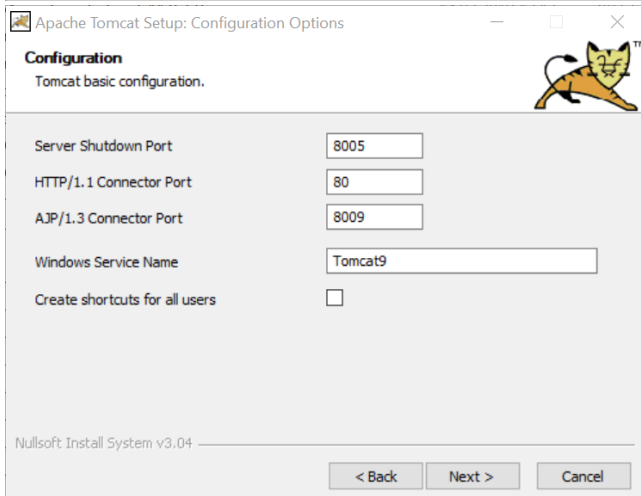 Apache Tomcat Setup: Configuration Options
Configuration
Tomcat basic configuration.
TM
Server Shutdown Port 8005
HTTP/1.1 Connector Port 80
AJP/1.3 Connector Port 8009
Windows Service Name Tomcat9
Create shortcuts for all users
Nullsoft Install System v3.04
< Back Next > Cancel